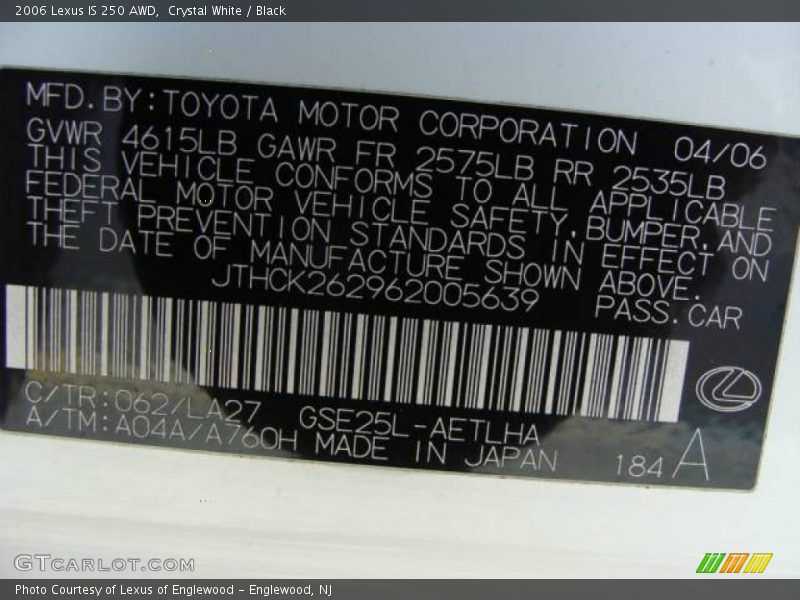 2006 Lexus IS 250 AWD,  Crystal White / Black
MFD.BY:TOYOTA MOTOR CORPORATION 04/06
GVWR 4615LB GAWR FR 2575LB RR 2535LB
THIS VEHICLE CONFORMS TO ALL APPLICABLE
FEDERAL MOTOR VEHICLE SAFETY,BUMPER,AND
THEFT PREVENTION STANDARDS IN EFFECT ON
THE DATE OF MANUFACTURE SHOWN ABOVE.
JTHCK262962005639 PASS.CAR
C/TR:062/LA27 GSE25L-AETLHA
A/TM:A04A/A760H MADE IN JAPAN 184 A
GTCARLOT.COM
Photo Courtesy of Lexus of Englewood - Englewood, NJ